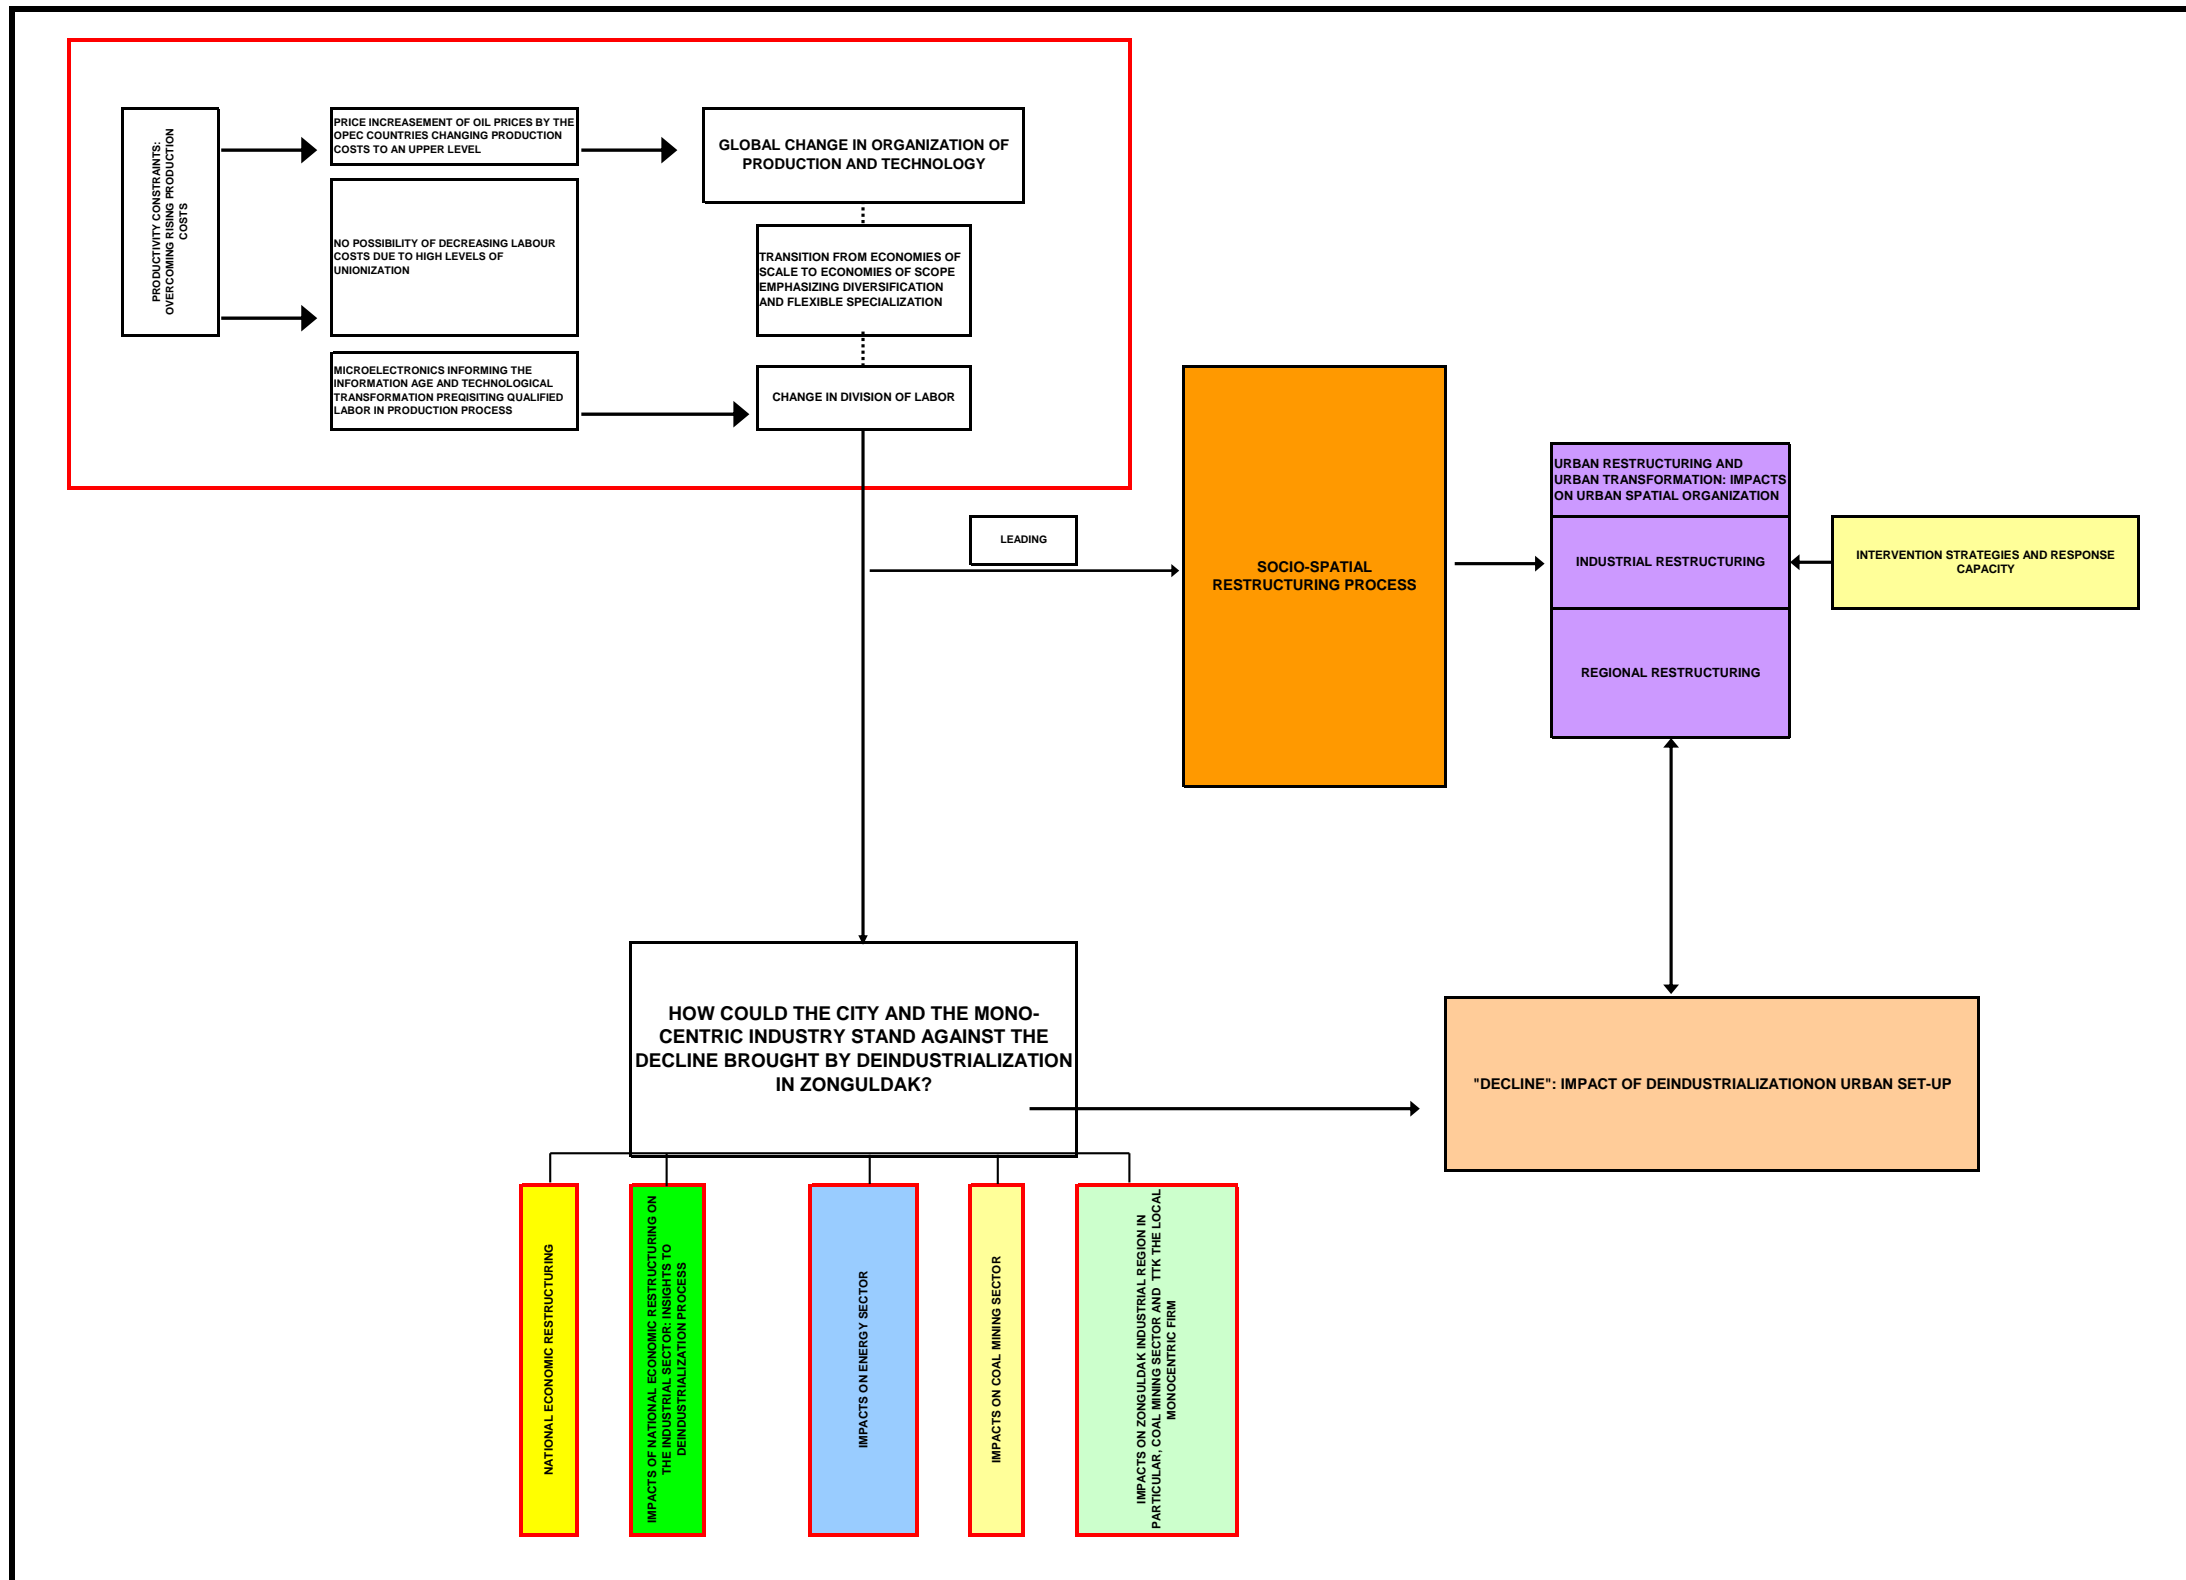 PRODUCTIVITY CONSTRAINTS:
OVERCOMING RISING PRODUCTION
COSTS
PRICE INCREASEMENT OF OIL PRICES BY THE
OPEC COUNTRIES CHANGING PRODUCTION
COSTS TO AN UPPER LEVEL
GLOBAL CHANGE IN ORGANIZATION OF
PRODUCTION AND TECHNOLOGY
NO POSSIBILITY OF DECREASING LABOUR
COSTS DUE TO HIGH LEVELS OF
UNIONIZATION
TRANSITION FROM ECONOMIES OF
SCALE TO ECONOMIES OF SCOPE
EMPHASIZING DIVERSIFICATION
AND FLEXIBLE SPECIALIZATION
MICROELECTRONICS INFORMING THE
INFORMATION AGE AND TECHNOLOGICAL
TRANSFORMATION PREQISITING QUALIFIED
LABOR IN PRODUCTION PROCESS
CHANGE IN DIVISION OF LABOR
LEADING
SOCIO-SPATIAL
RESTRUCTURING PROCESS
URBAN RESTRUCTURING AND
URBAN TRANSFORMATION: IMPACTS
ON URBAN SPATIAL ORGANIZATION
INDUSTRIAL RESTRUCTURING
REGIONAL RESTRUCTURING
INTERVENTION STRATEGIES AND RESPONSE
CAPACITY
HOW COULD THE CITY AND THE MONO-
CENTRIC INDUSTRY STAND AGAINST THE
DECLINE BROUGHT BY DEINDUSTRIALIZATION
IN ZONGULDAK?
"DECLINE": IMPACT OF DEINDUSTRIALIZATIONON URBAN SET-UP
NATIONAL ECONOMIC RESTRUCTURING
IMPACTS OF NATIONAL ECONOMIC RESTRUCTURING ON
THE INDUSTRIAL SECTOR: INSIGHTS TO
DEINDUSTRIALIZATION PROCESS
IMPACTS ON ENERGY SECTOR
IMPACTS ON COAL MINING SECTOR
IMPACTS ON ZONGULDAK INDUSTRIAL REGION IN
PARTICULAR, COAL MINING SECTOR AND TTK THE LOCAL
MONOCENTRIC FIRM